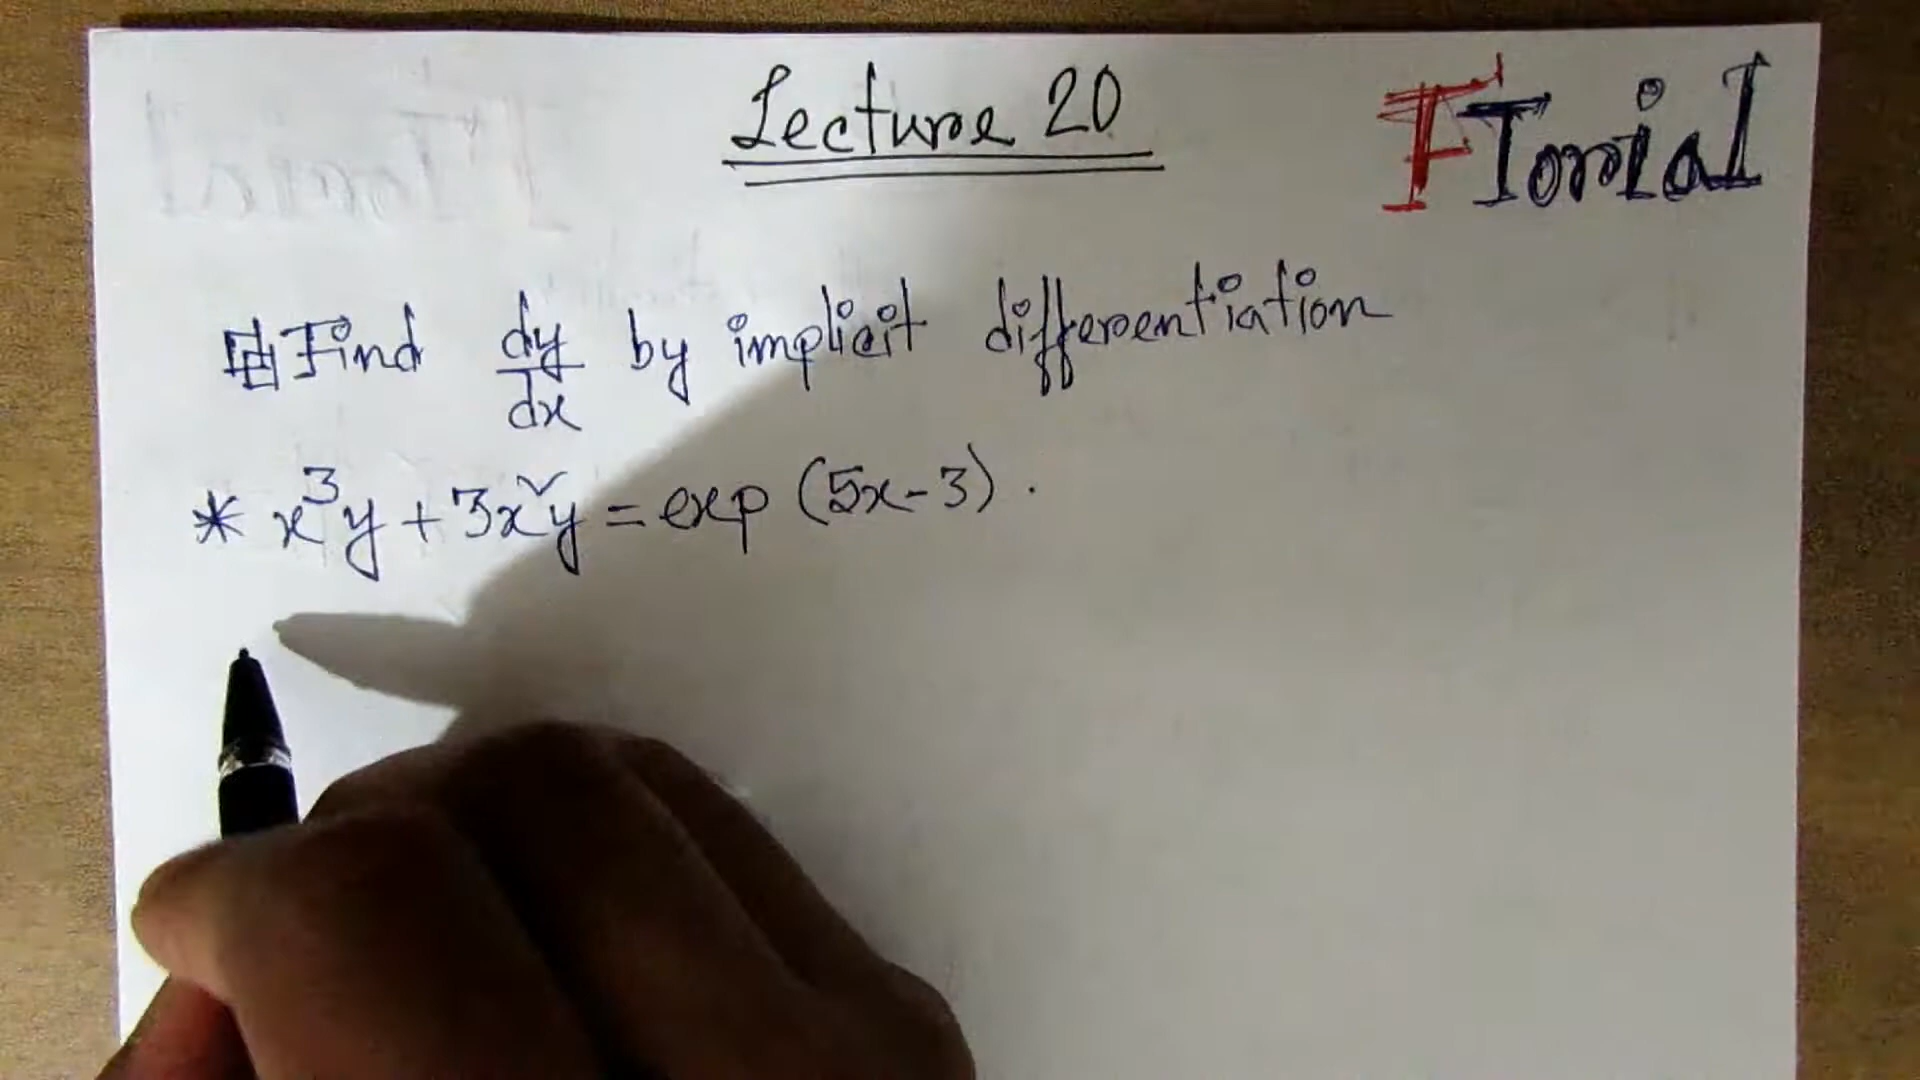 Lecture 20
FTorial
Find dy/dx by implicit differentiation
* x³y + 3x²y = exp (5x-3).